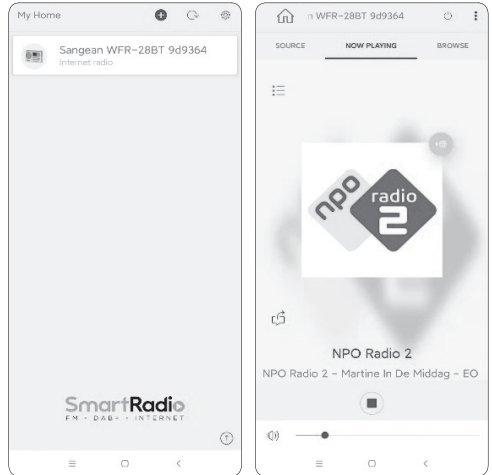 My Home
Sangean WFR-28BT 9d9364
Internet radio
SmartRadio
FM - DAB+ - INTERNET
WFR-28BT 9d9364
SOURCE
NOW PLAYING
BROWSE
npo
radio
2
NPO Radio 2
NPO Radio 2 - Martine In De Middag - EO